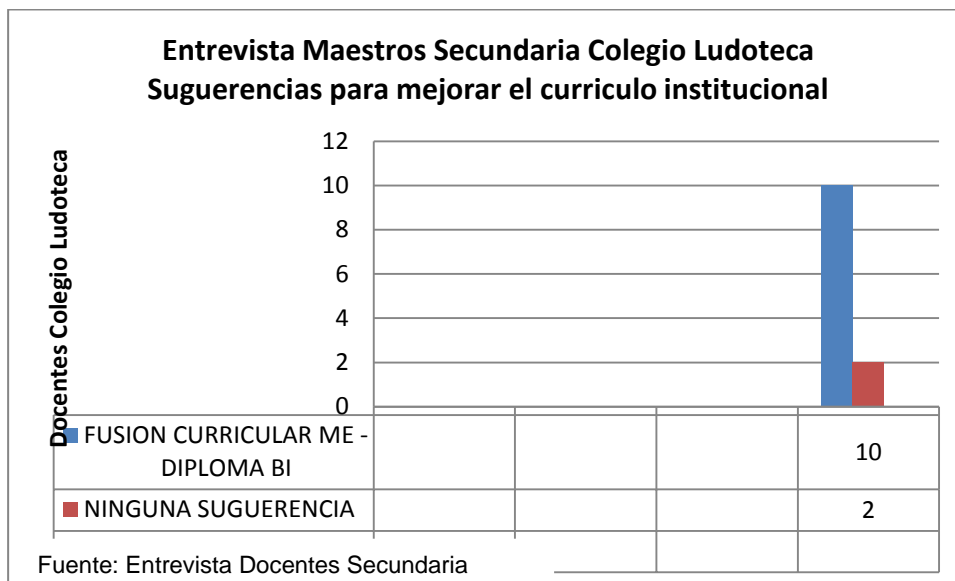 Entrevista Maestros Secundaria Colegio Ludoteca
Suguerencias para mejorar el curriculo institucional
Docentes Colegio Ludoteca
12
10
8
6
4
2
0
FUSION CURRICULAR ME -
DIPLOMA BI
10
NINGUNA SUGUERENCIA
2
Fuente: Entrevista Docentes Secundaria